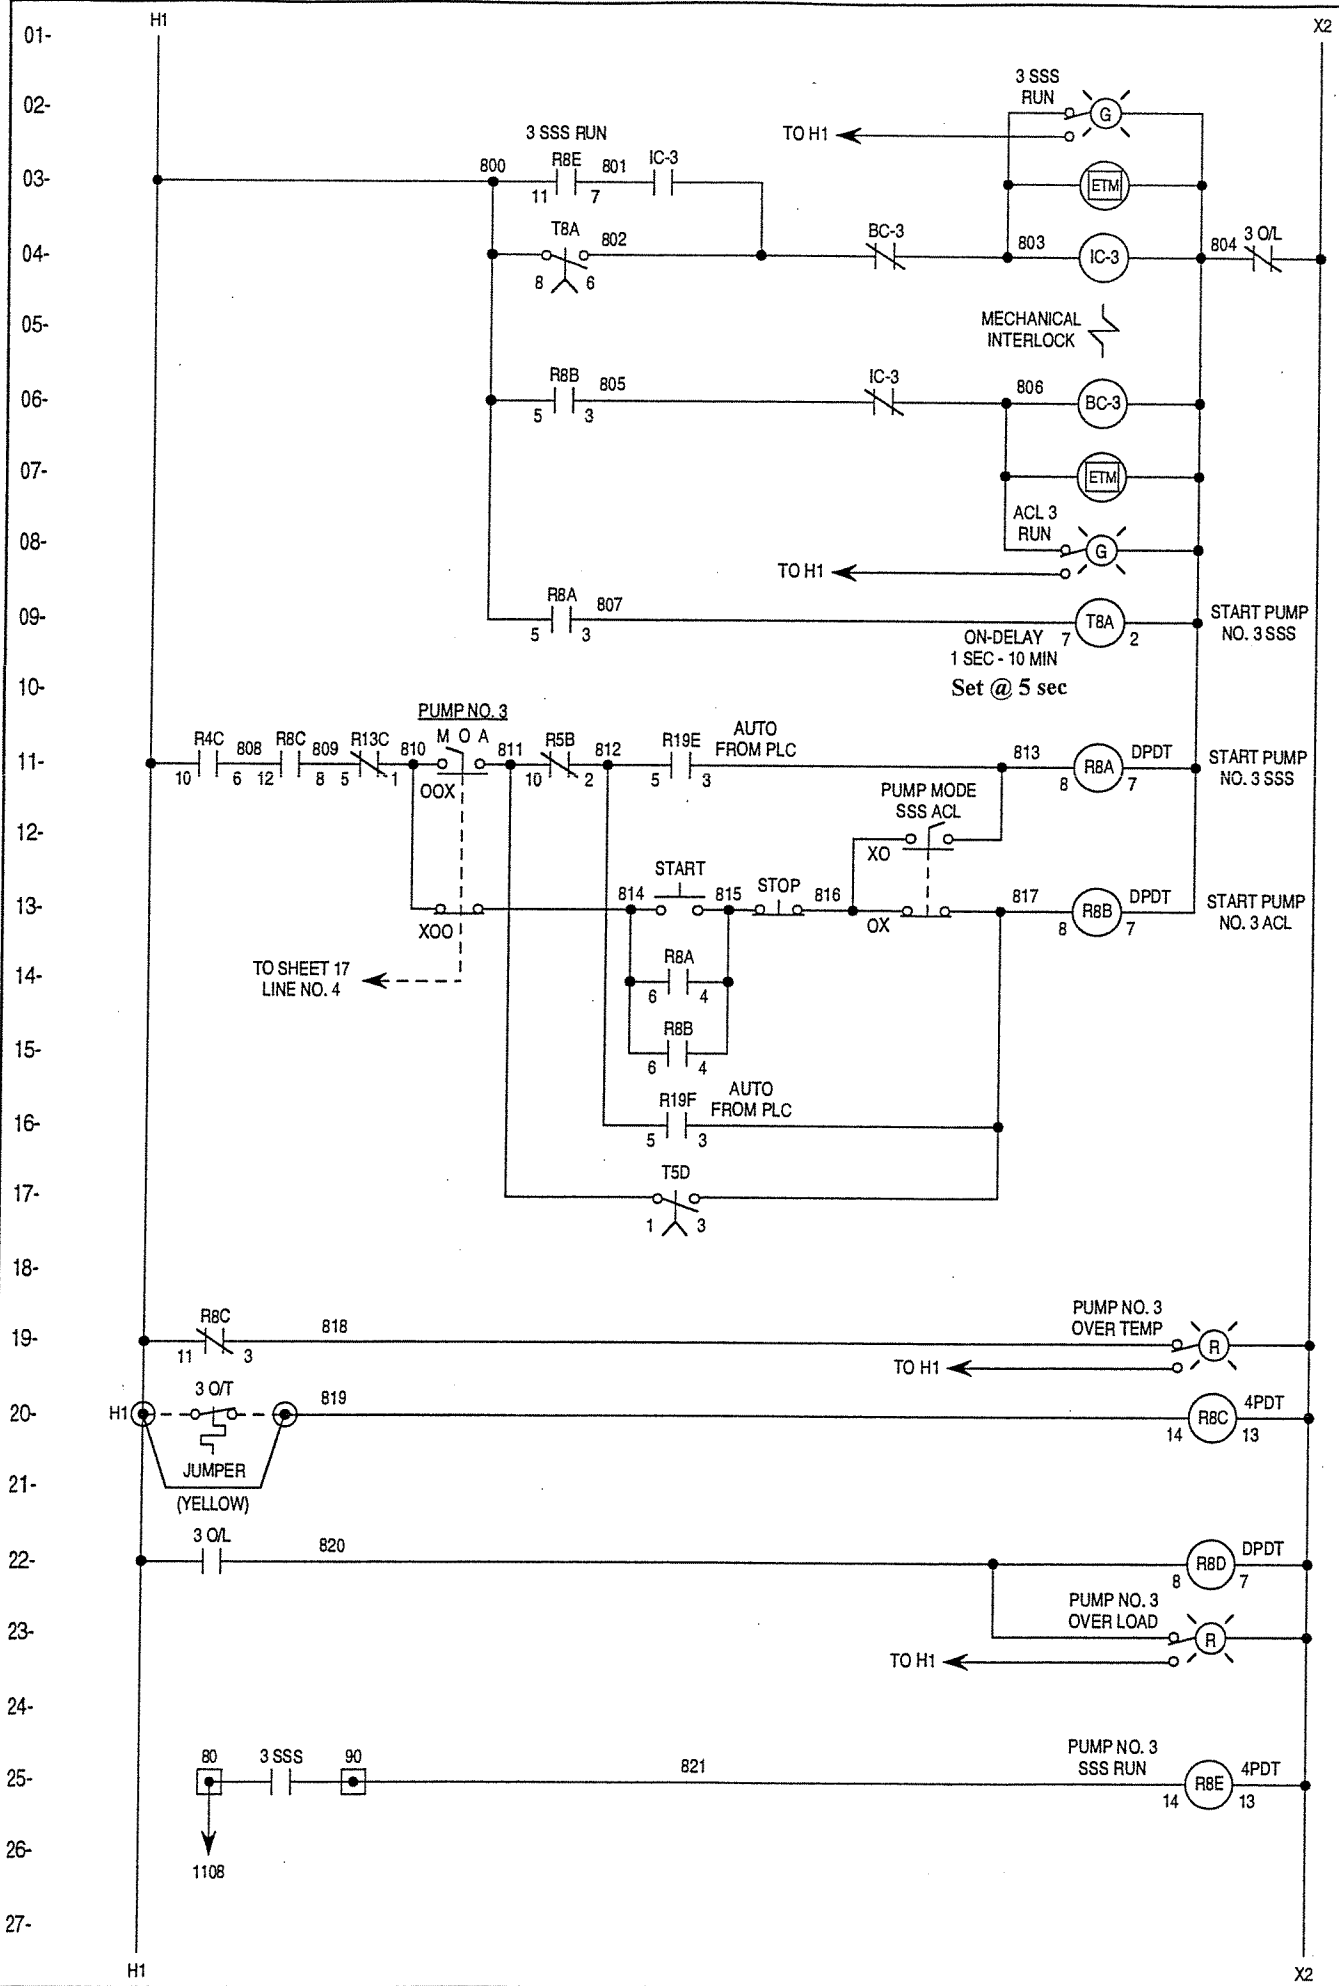 H1
X2
01-
02-
3 SSS
RUN
G
TO H1
3 SSS RUN
03-
800
R8E
801
IC-3
11
7
ETM
04-
T8A
802
8
6
BC-3
803
IC-3
804
3 O/L
05-
MECHANICAL
INTERLOCK
06-
R8B
805
5
3
IC-3
806
BC-3
07-
ETM
08-
ACL 3
RUN
G
TO H1
09-
R8A
807
5
3
T8A
7
2
START PUMP
NO. 3 SSS
ON-DELAY
1 SEC - 10 MIN
Set @ 5 sec
10-
PUMP NO. 3
M O A
11-
R4C
808
R8C
809
R13C
810
811
R5B
812
R19E
AUTO
FROM PLC
813
R8A
DPDT
START PUMP
NO. 3 SSS
10
6
12
8
5
1
OOX
10
2
5
3
8
7
12-
PUMP MODE
SSS ACL
XO
13-
START
814
815
STOP
816
817
R8B
DPDT
START PUMP
NO. 3 ACL
XOO
OX
8
7
14-
TO SHEET 17
LINE NO. 4
R8A
6
4
15-
R8B
6
4
16-
R19F
AUTO
FROM PLC
5
3
17-
T5D
1
3
18-
19-
R8C
818
11
3
PUMP NO. 3
OVER TEMP
R
TO H1
20-
H1
3 O/T
819
R8C
4PDT
14
13
21-
JUMPER
(YELLOW)
22-
3 O/L
820
R8D
DPDT
8
7
23-
PUMP NO. 3
OVER LOAD
R
TO H1
24-
25-
80
3 SSS
90
821
PUMP NO. 3
SSS RUN
R8E
4PDT
14
13
26-
1108
27-
H1
X2